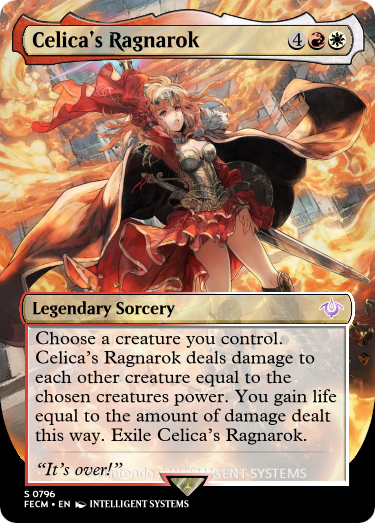 Celica's Ragnarok 4
Legendary Sorcery
Choose a creature you control.
Celica's Ragnarok deals damage to
each other creature equal to the
chosen creatures power. You gain life
equal to the amount of damage dealt
this way. Exile Celica's Ragnarok.
"It's over!"
INTELLIGENT SYSTEMS
S 0796
FECM • EN INTELLIGENT SYSTEMS